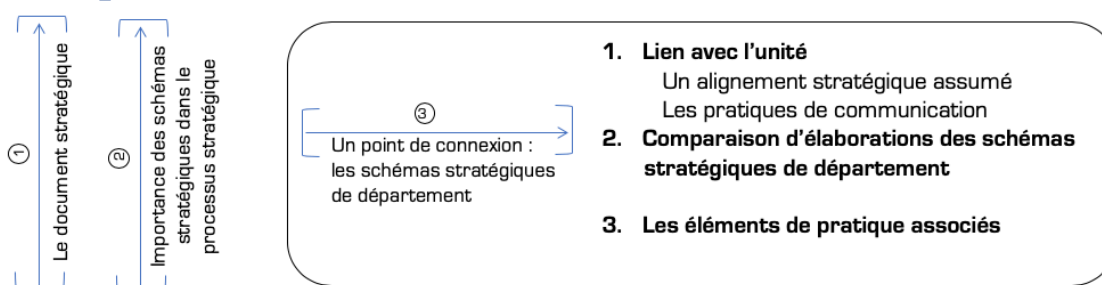 ①
Le document stratégique
②
Importance des schémas
stratégiques dans le
processus stratégique
③
Un point de connexion :
les schémas stratégiques
de département
1. Lien avec l’unité
Un alignement stratégique assumé
Les pratiques de communication
2. Comparaison d’élaborations des schémas
stratégiques de département
3. Les éléments de pratique associés